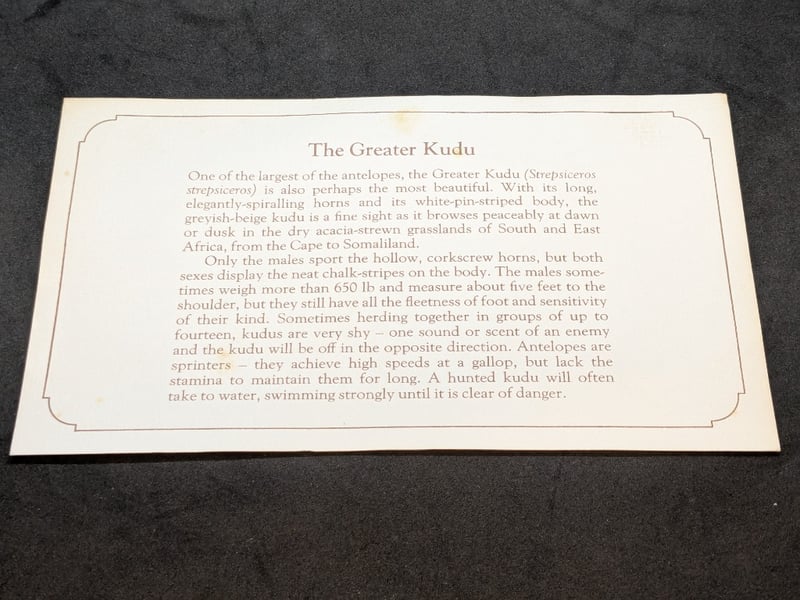 The Greater Kudu
One of the largest of the antelopes, the Greater Kudu (Strepsiceros
strepsiceros) is also perhaps the most beautiful. With its long,
elegantly-spiralling horns and its white-pin-striped body, the
greyish-beige kudu is a fine sight as it browses peaceably at dawn
or dusk in the dry acacia-strewn grasslands of South and East
Africa, from the Cape to Somaliland.
Only the males sport the hollow, corkscrew horns, but both
sexes display the neat chalk-stripes on the body. The males some-
times weigh more than 650 lb and measure about five feet to the
shoulder, but they still have all the fleetness of foot and sensitivity
of their kind. Sometimes herding together in groups of up to
fourteen, kudus are very shy – one sound or scent of an enemy
and the kudu will be off in the opposite direction. Antelopes are
sprinters – they achieve high speeds at a gallop, but lack the
stamina to maintain them for long. A hunted kudu will often
take to water, swimming strongly until it is clear of danger.